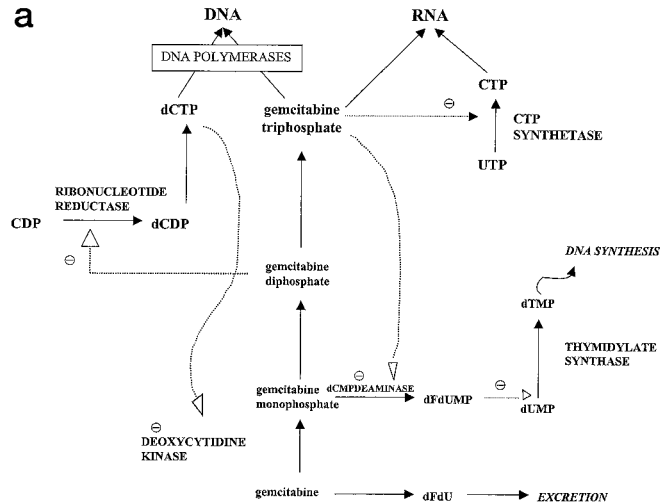 a
DNA
RNA
DNA POLYMERASES
CTP
dCTP
gemcitabine
triphosphate
⊖
CTP
SYNTHETASE
UTP
RIBONUCLEOTIDE
REDUCTASE
CDP
dCDP
⊖
gemcitabine
diphosphate
DNA SYNTHESIS
dTMP
THYMIDYLATE
SYNTHASE
gemcitabine
monophosphate
⊖
dCMPDEAMINASE
dFdUMP
⊖
dUMP
⊖
DEOXYCYTIDINE
KINASE
gemcitabine
dFdU
EXCRETION